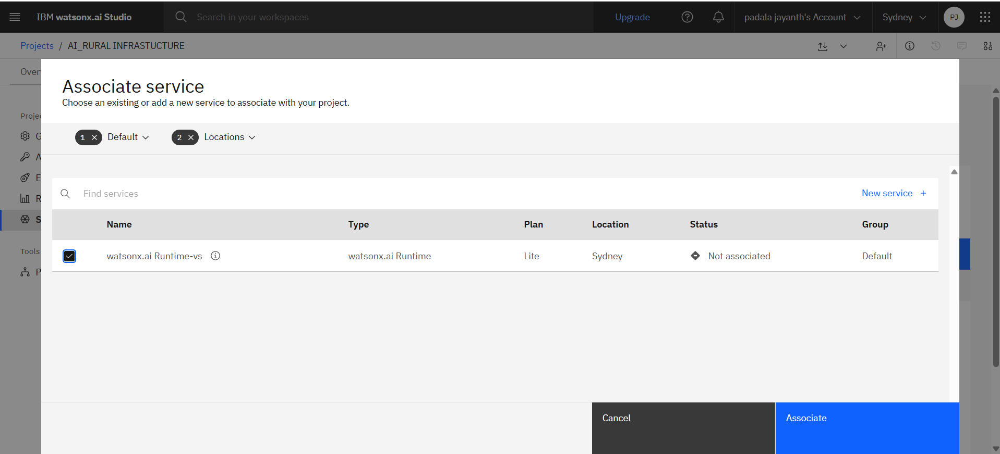 IBM watsonx.ai Studio
Search in your workspaces
Upgrade
padala jayanth's Account
Sydney
PJ
Projects / AI_RURAL INFRASTUCTURE
Over
Associate service
Choose an existing or add a new service to associate with your project.
Projec
G
A
E
R
S
Tools
P
1 Default
2 Locations
Find services
New service +
Name Type Plan Location Status Group
watsonx.ai Runtime-vs watsonx.ai Runtime Lite Sydney Not associated Default
Cancel
Associate